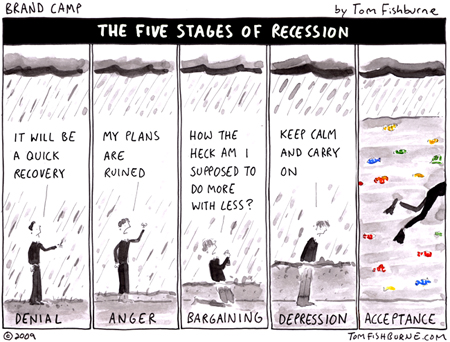 BRAND CAMP
by Tom Fishburne
THE FIVE STAGES OF RECESSION
IT WILL BE
A QUICK
RECOVERY
DENIAL
MY PLANS
ARE
RUINED
ANGER
HOW THE
HECK AM I
SUPPOSED TO
DO MORE
WITH LESS?
BARGAINING
KEEP CALM
AND CARRY
ON
DEPRESSION
ACCEPTANCE
© 2009
TOMFISHBURNE.COM